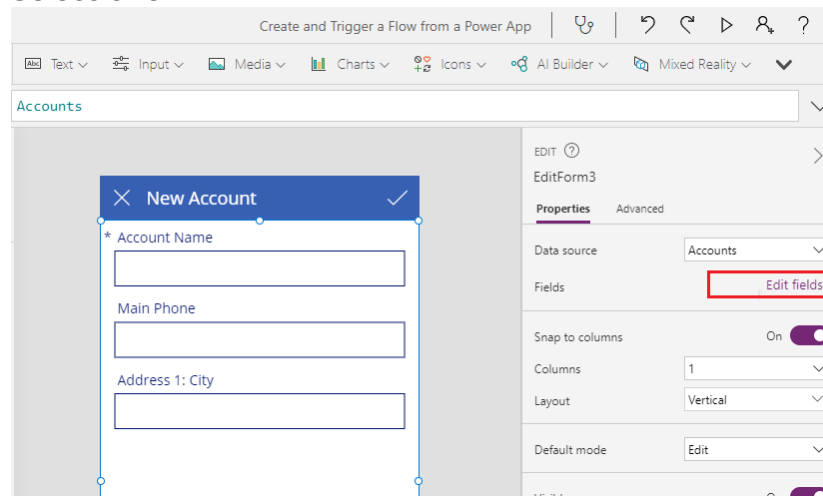 Create and Trigger a Flow from a Power App
?
Abc Text Input Media Charts Icons AI Builder Mixed Reality
Accounts
EDIT ?
EditForm3
New Account
Properties Advanced
* Account Name
Data source Accounts
Fields Edit fields
Main Phone
Snap to columns On
Columns 1
Address 1: City
Layout Vertical
Default mode Edit